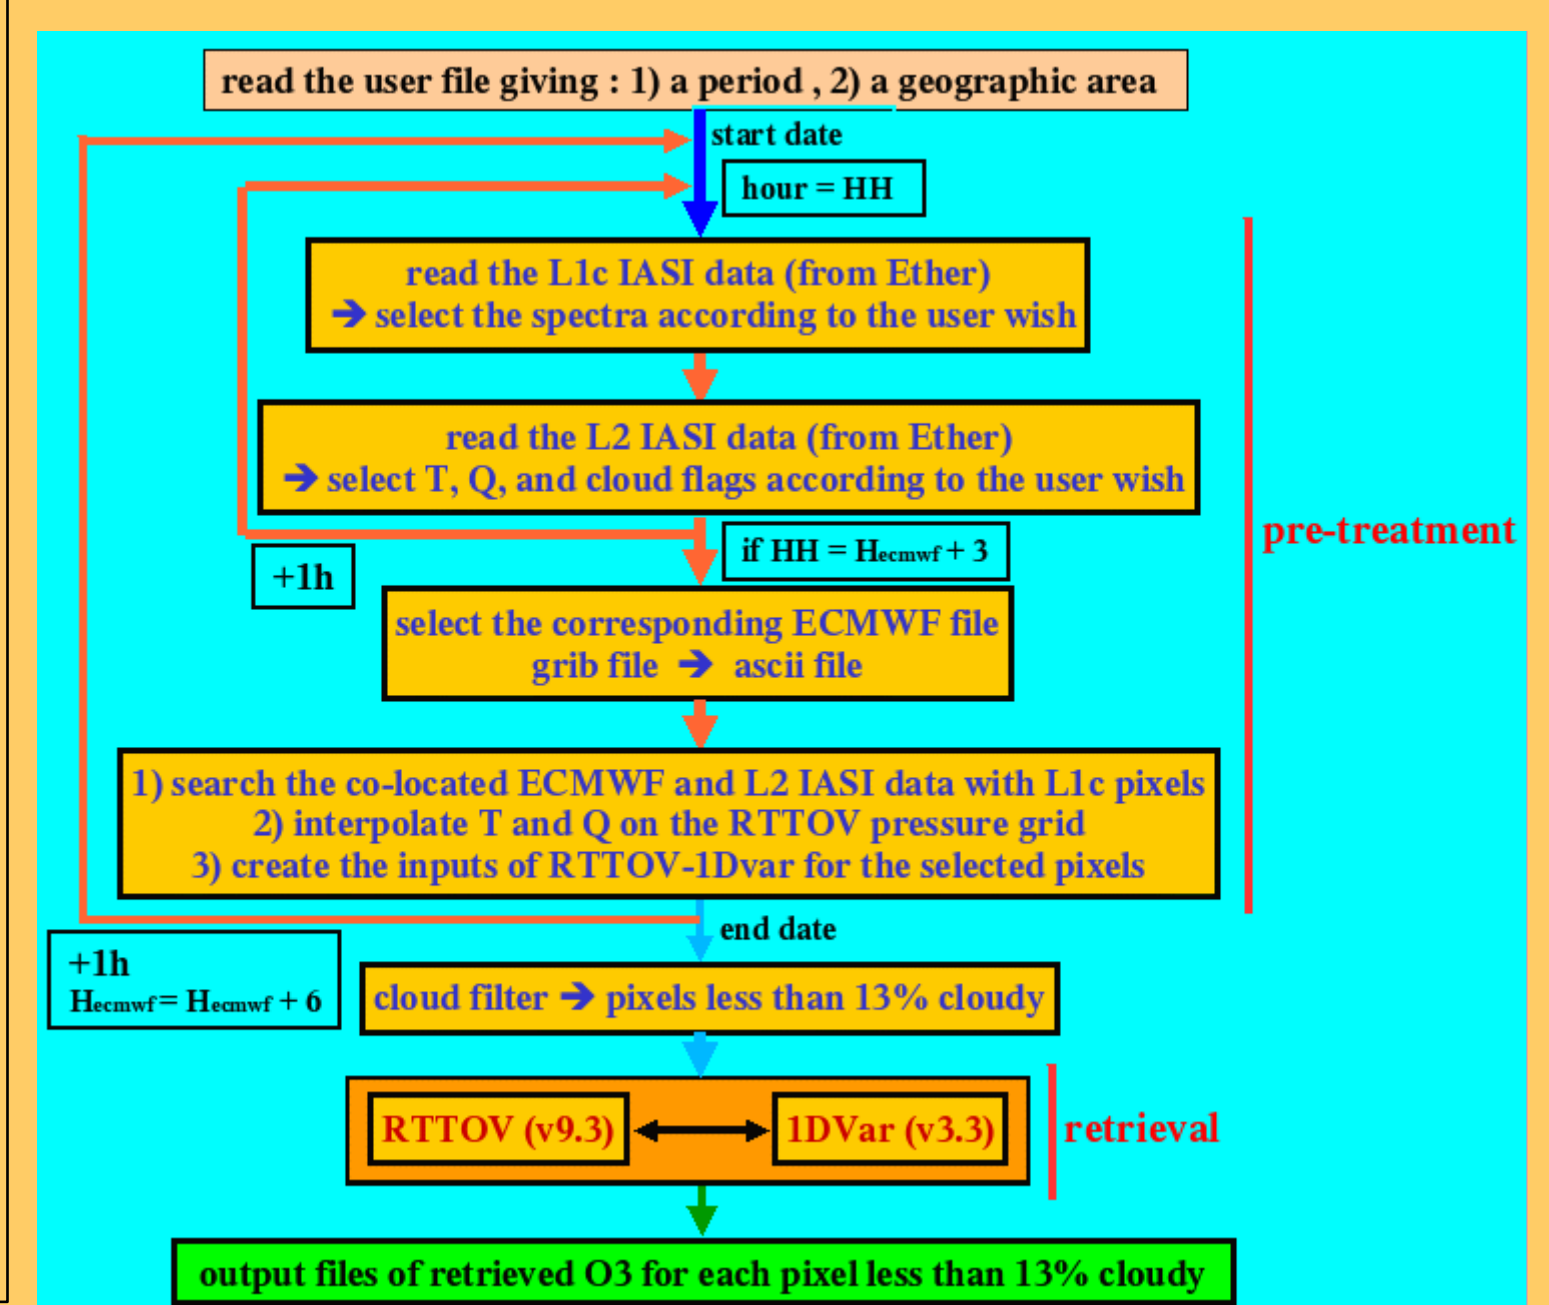 read the user file giving : 1) a period , 2) a geographic area
start date
hour = HH
read the L1c IASI data (from Ether)
➔ select the spectra according to the user wish
read the L2 IASI data (from Ether)
➔ select T, Q, and cloud flags according to the user wish
pre-treatment
if HH = Hecmwf + 3
+1h
select the corresponding ECMWF file
grib file ➔ ascii file
1) search the co-located ECMWF and L2 IASI data with L1c pixels
2) interpolate T and Q on the RTTOV pressure grid
3) create the inputs of RTTOV-1Dvar for the selected pixels
end date
+1h
Hecmwf = Hecmwf + 6
cloud filter ➔ pixels less than 13% cloudy
RTTOV (v9.3)
1DVar (v3.3)
retrieval
output files of retrieved O3 for each pixel less than 13% cloudy